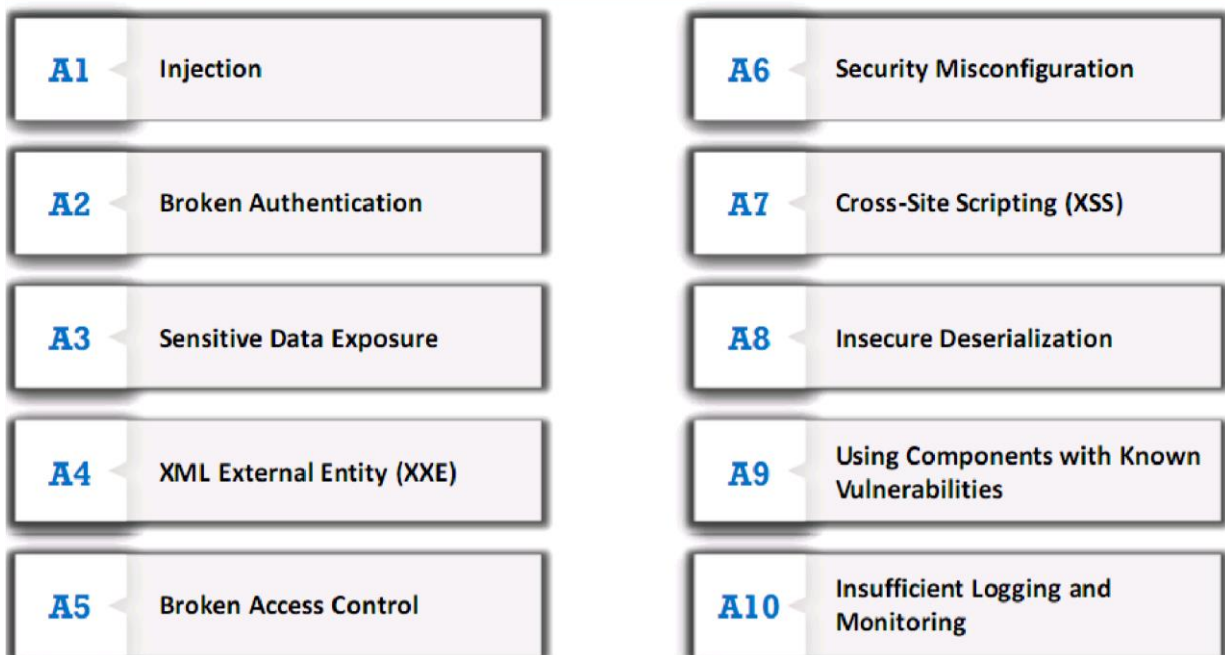 A1 Injection
A2 Broken Authentication
A3 Sensitive Data Exposure
A4 XML External Entity (XXE)
A5 Broken Access Control
A6 Security Misconfiguration
A7 Cross-Site Scripting (XSS)
A8 Insecure Deserialization
A9 Using Components with Known
Vulnerabilities
A10 Insufficient Logging and
Monitoring